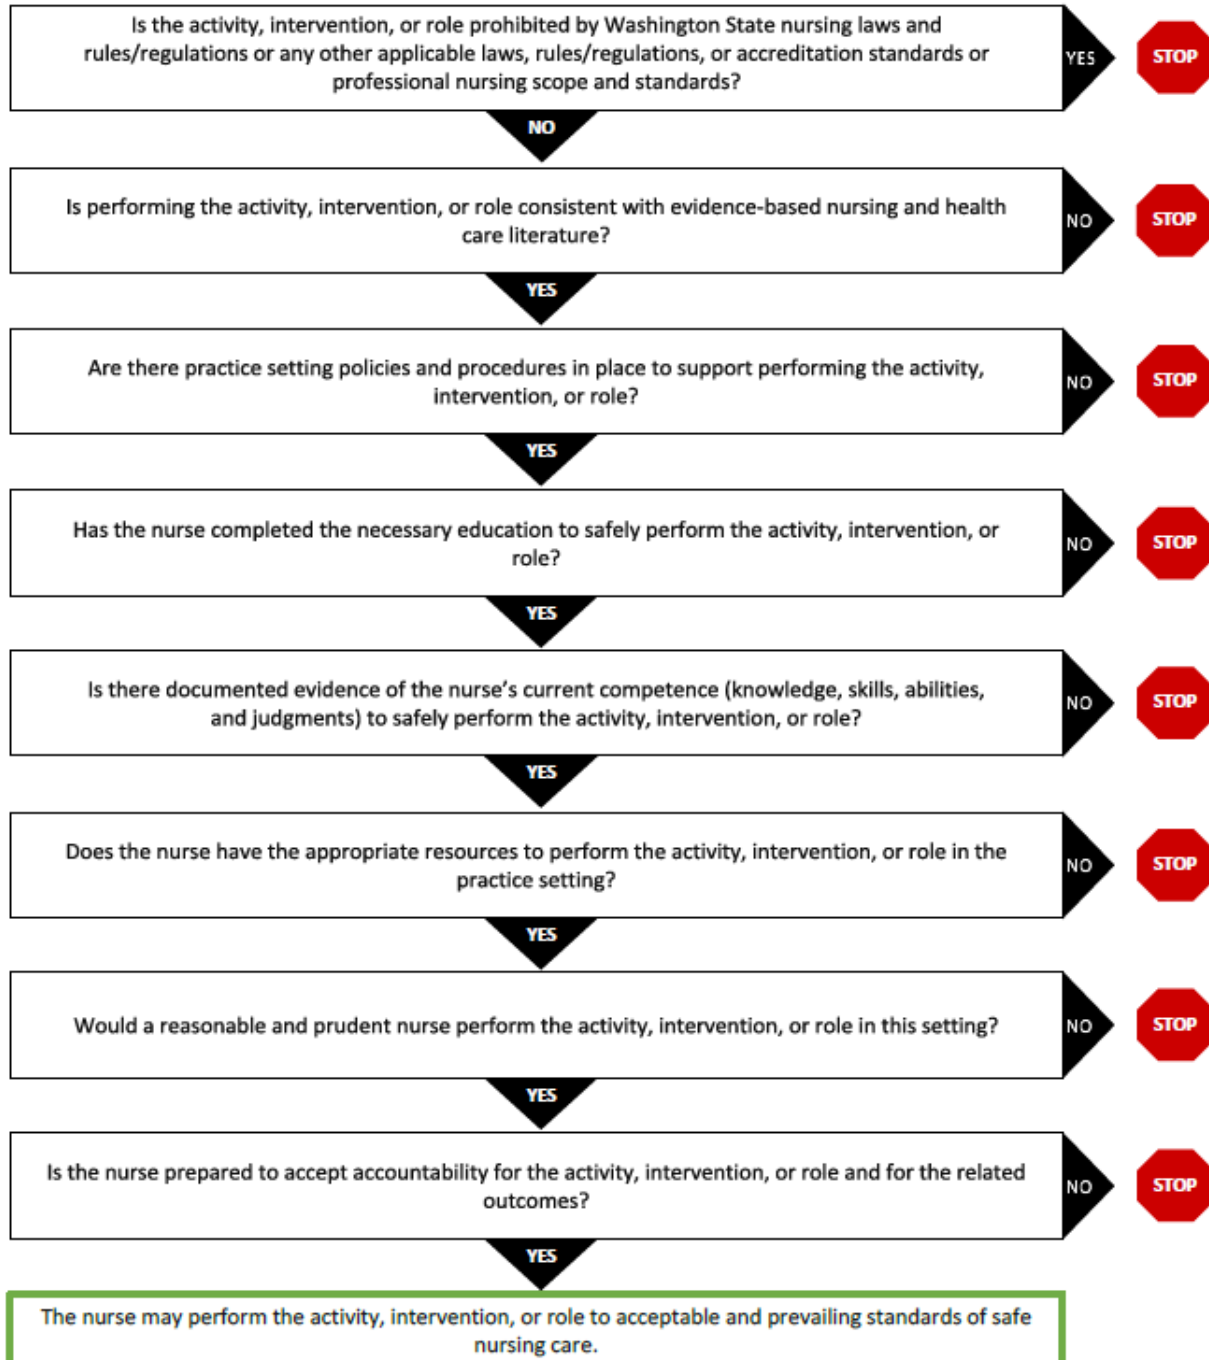 Is the activity, intervention, or role prohibited by Washington State nursing laws and
rules/regulations or any other applicable laws, rules/regulations, or accreditation standards or
professional nursing scope and standards?
YES
STOP
NO
Is performing the activity, intervention, or role consistent with evidence-based nursing and health
care literature?
NO
STOP
YES
Are there practice setting policies and procedures in place to support performing the activity,
intervention, or role?
NO
STOP
YES
Has the nurse completed the necessary education to safely perform the activity, intervention, or
role?
NO
STOP
YES
Is there documented evidence of the nurse's current competence (knowledge, skills, abilities,
and judgments) to safely perform the activity, intervention, or role?
NO
STOP
YES
Does the nurse have the appropriate resources to perform the activity, intervention, or role in the
practice setting?
NO
STOP
YES
Would a reasonable and prudent nurse perform the activity, intervention, or role in this setting?
NO
STOP
YES
Is the nurse prepared to accept accountability for the activity, intervention, or role and for the related
outcomes?
NO
STOP
YES
The nurse may perform the activity, intervention, or role to acceptable and prevailing standards of safe
nursing care.